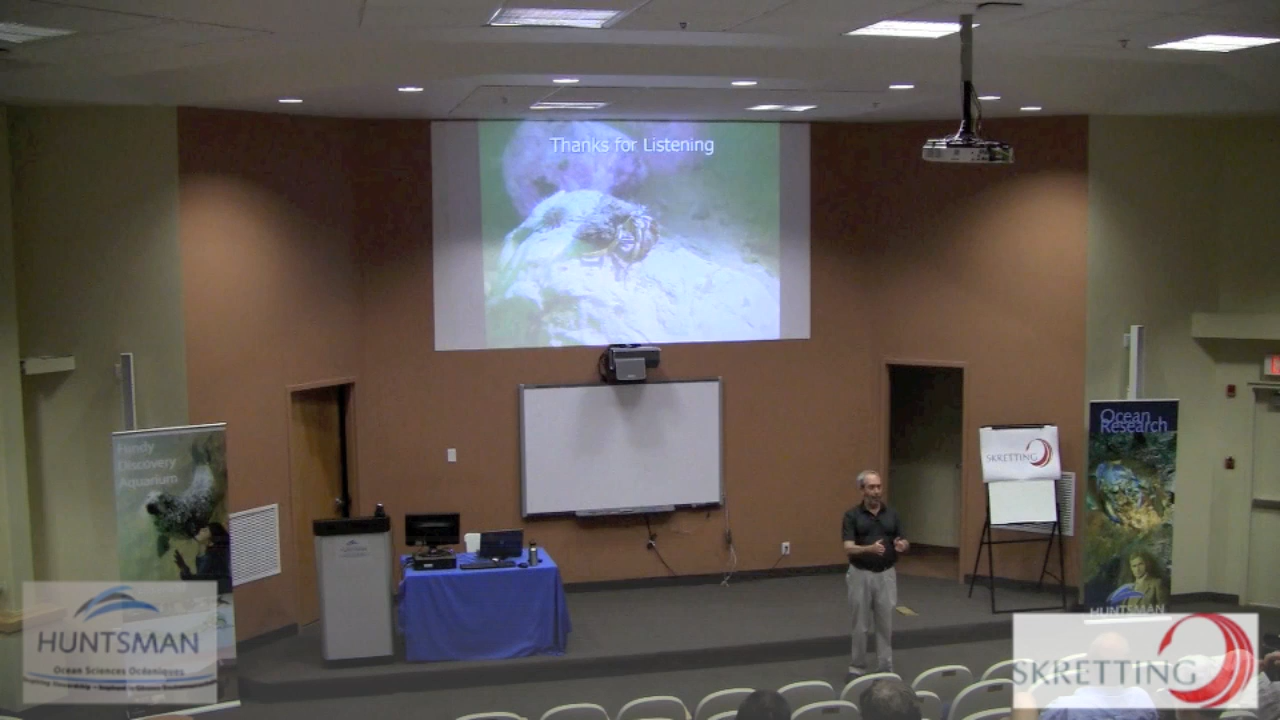 Thanks for Listening
Fundy
Discovery
Aquarium
Ocean
Research
SKRETTING
HUNTSMAN
HUNTSMAN
Ocean Sciences Océaniques
SKRETTING